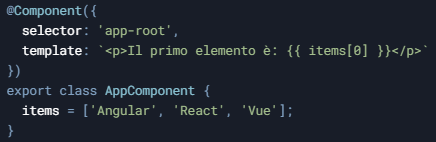 @Component({
  selector: 'app-root',
  template: `<p>Il primo elemento è: {{ items[0] }}</p>`
})
export class AppComponent {
  items = ['Angular', 'React', 'Vue'];
}